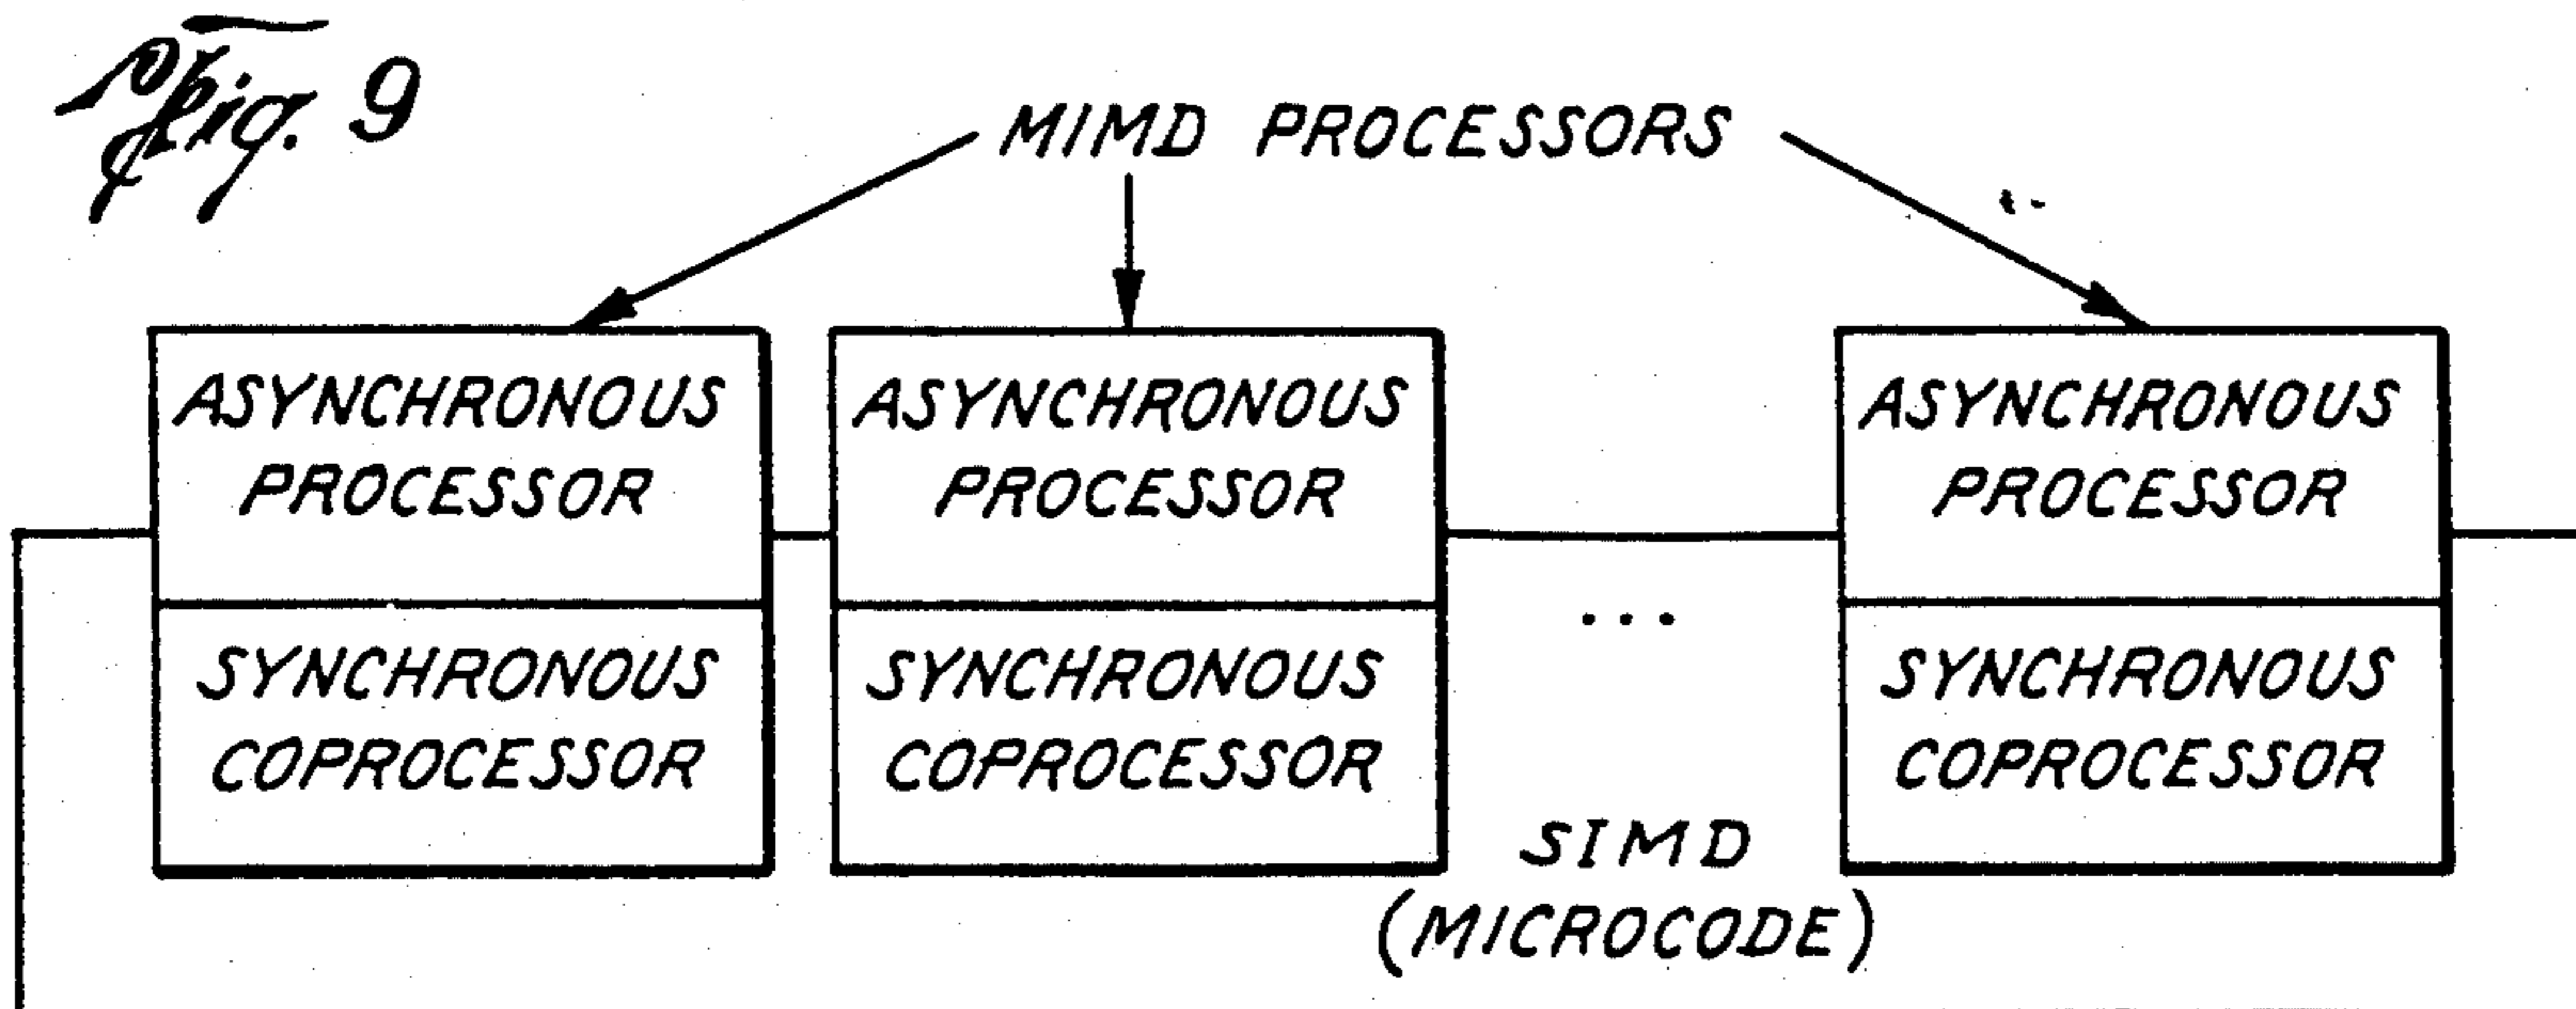 Fig. 9
MIMD PROCESSORS
ASYNCHRONOUS
PROCESSOR
SYNCHRONOUS
COPROCESSOR
ASYNCHRONOUS
PROCESSOR
SYNCHRONOUS
COPROCESSOR
...
SIMD
(MICROCODE)
ASYNCHRONOUS
PROCESSOR
SYNCHRONOUS
COPROCESSOR